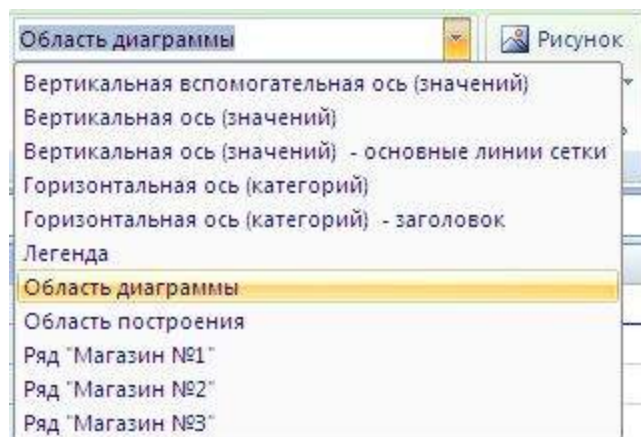 Область диаграммы
Рисунок
Вертикальная вспомогательная ось (значений)
Вертикальная ось (значений)
Вертикальная ось (значений) - основные линии сетки
Горизонтальная ось (категорий)
Горизонтальная ось (категорий) - заголовок
Легенда
Область диаграммы
Область построения
Ряд "Магазин №1"
Ряд "Магазин №2"
Ряд "Магазин №3"